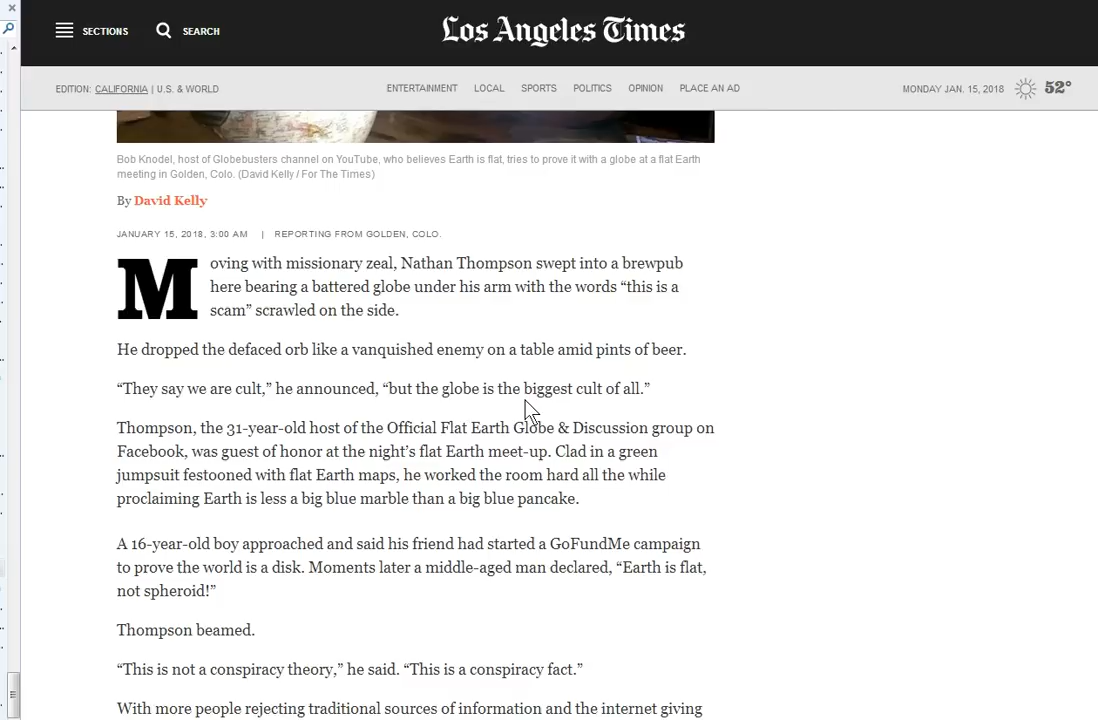 SECTIONS
SEARCH
Los Angeles Times
EDITION: CALIFORNIA | U.S. & WORLD
ENTERTAINMENT LOCAL SPORTS POLITICS OPINION PLACE AN AD
MONDAY JAN. 15, 2018
52°
Bob Knodel, host of Globebusters channel on YouTube, who believes Earth is flat, tries to prove it with a globe at a flat Earth
meeting in Golden, Colo. (David Kelly / For The Times)
By David Kelly
JANUARY 15, 2018, 3:00 AM | REPORTING FROM GOLDEN, COLO.
Moving with missionary zeal, Nathan Thompson swept into a brewpub
here bearing a battered globe under his arm with the words “this is a
scam” scrawled on the side.
He dropped the defaced orb like a vanquished enemy on a table amid pints of beer.
“They say we are cult,” he announced, “but the globe is the biggest cult of all.”
Thompson, the 31-year-old host of the Official Flat Earth Globe & Discussion group on
Facebook, was guest of honor at the night’s flat Earth meet-up. Clad in a green
jumpsuit festooned with flat Earth maps, he worked the room hard all the while
proclaiming Earth is less a big blue marble than a big blue pancake.
A 16-year-old boy approached and said his friend had started a GoFundMe campaign
to prove the world is a disk. Moments later a middle-aged man declared, “Earth is flat,
not spheroid!”
Thompson beamed.
“This is not a conspiracy theory,” he said. “This is a conspiracy fact.”
With more people rejecting traditional sources of information and the internet giving